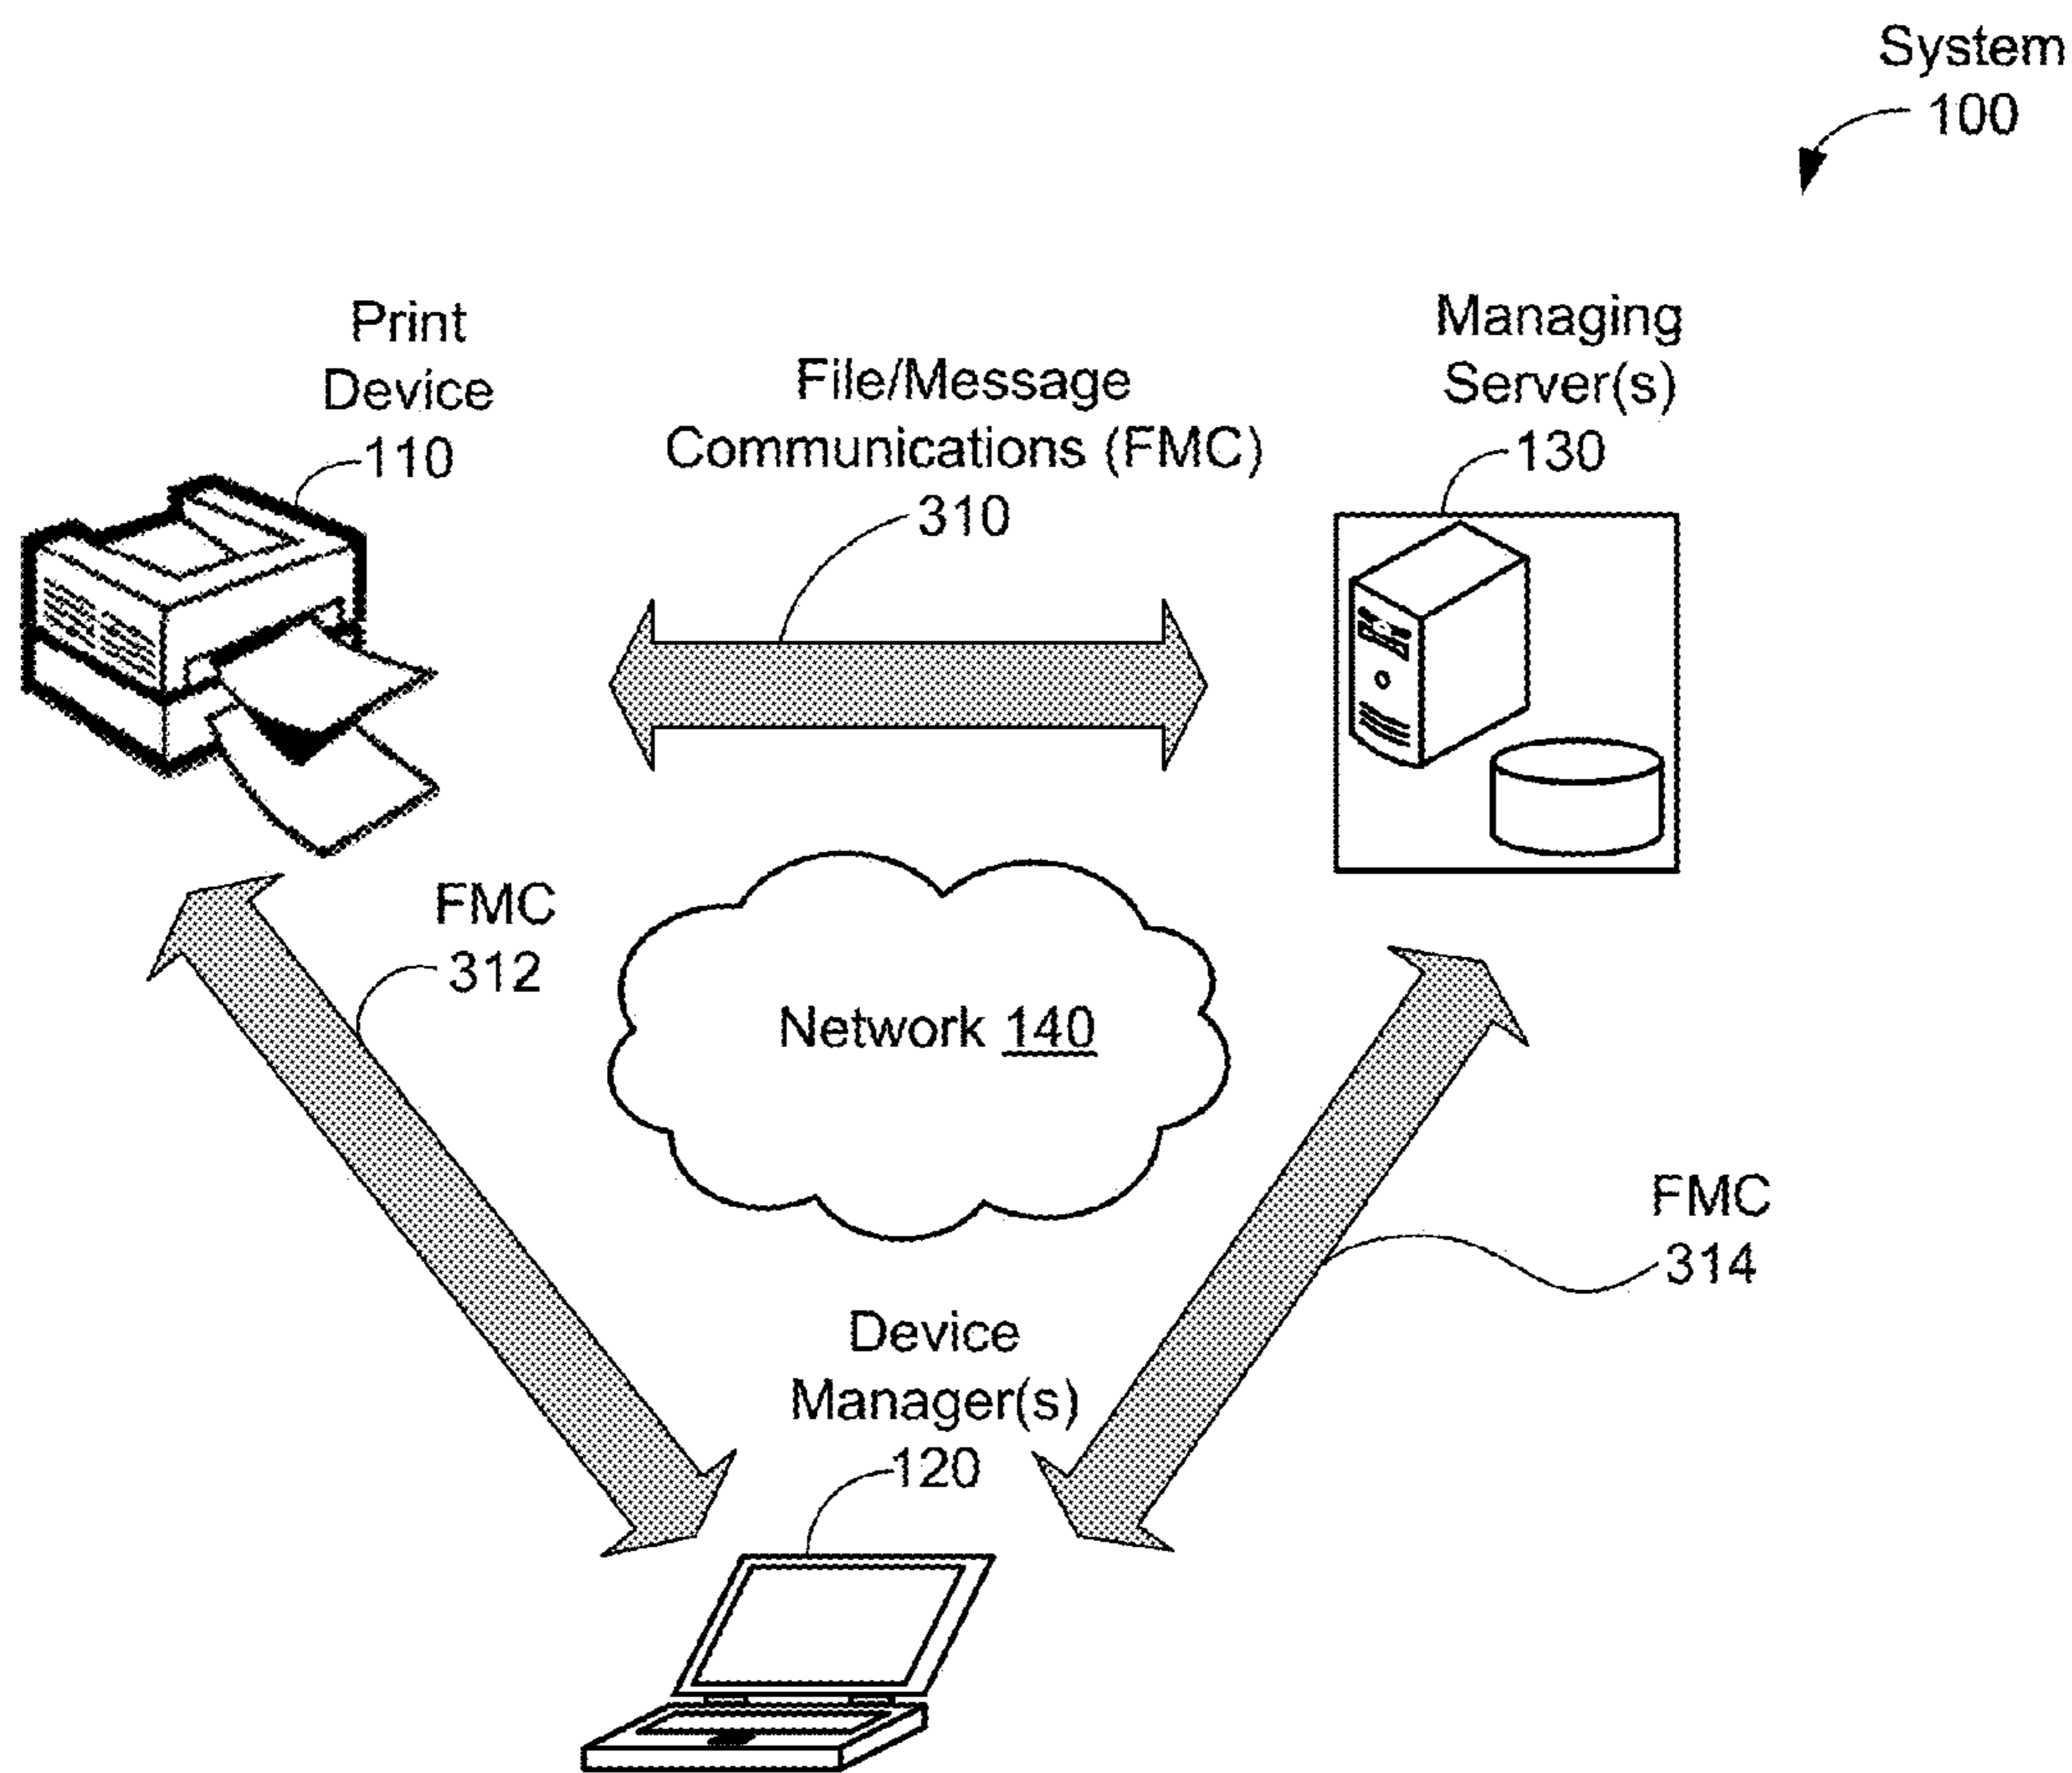 System
100
Print
Device
110
File/Message
Communications (FMC)
310
Managing
Server(s)
130
FMC
312
Network 140
FMC
314
Device
Manager(s)
120